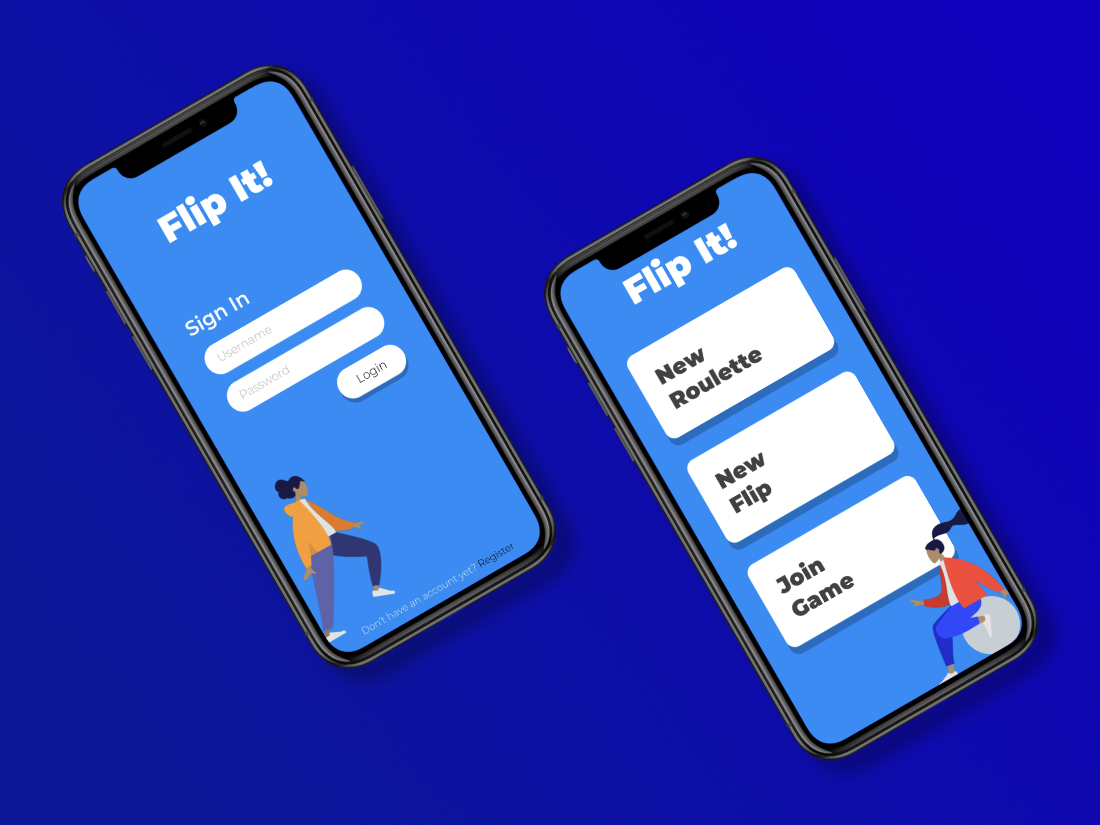 Flip It!
Sign In
Username
Password
Login
Don't have an account yet? Register
Flip It!
New
Roulette
New
Flip
Join
Game